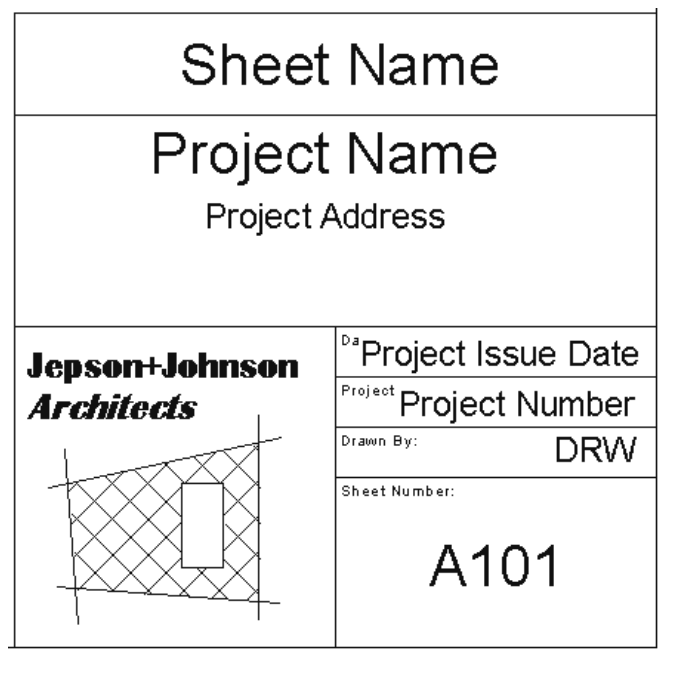 Sheet Name
Project Name
Project Address
Jepson+Johnson
Architects
Da Project Issue Date
Project Project Number
Drawn By: DRW
Sheet Number:
A101